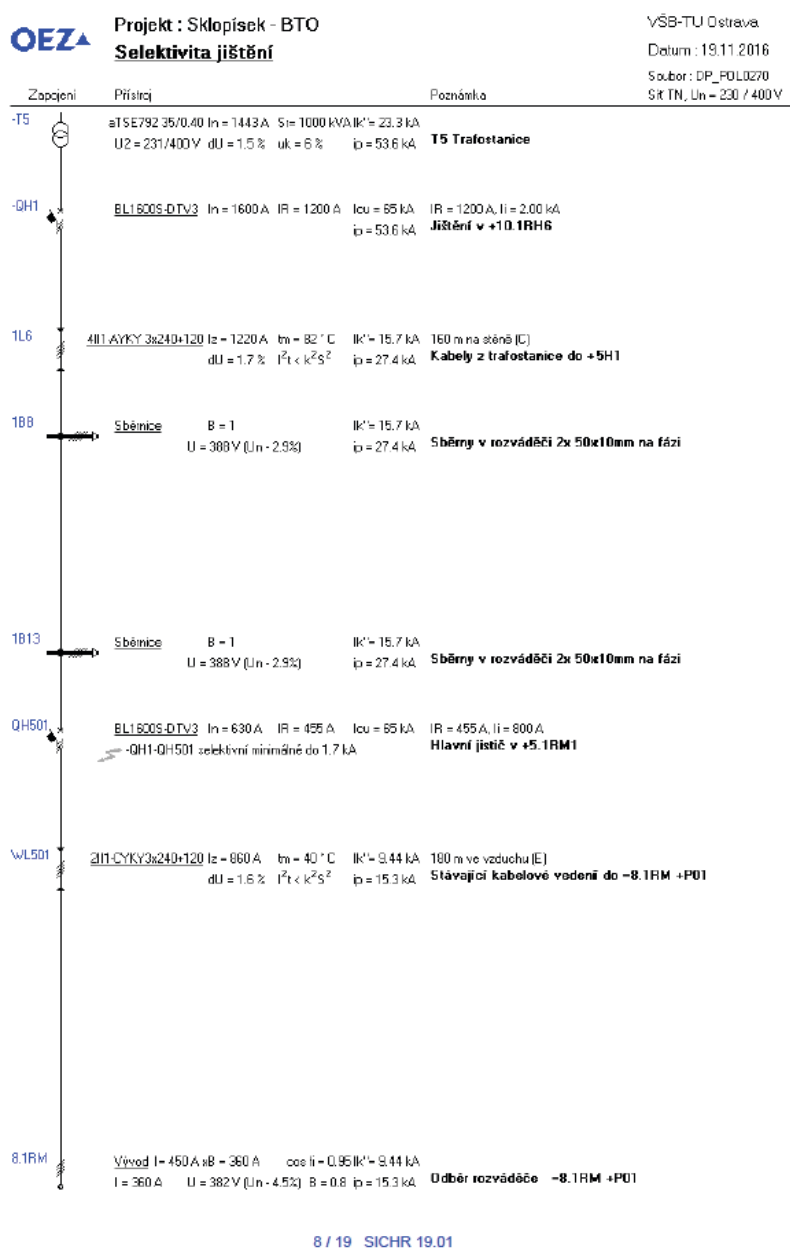 OEZ
Projekt : Sklopísek - BTO
Selektivita jištění
VŠB-TU Ostrava
Datum : 19.11.2016
Soubor : DP_POL0270
Síť TN, Un = 230 / 400 V
Zapojení Přístroj Poznámka
-T5 aTSE792 35/0,40 In = 1443 A Sr= 1000 kVA Ik''= 23.3 kA
U2 = 231/400 V dU = 1.5 % uk = 6 % ip = 53.6 kA T5 Trafostanice
-QH1 BL1600S-DTV3 In = 1600 A IR = 1200 A Icu = 65 kA IR = 1200 A, Ii = 2.00 kA
ip = 53.6 kA Jištění v +10.1RH6
1L6 4II1-AYKY 3x240+120 Iz = 1220 A tm = 82 °C Ik''= 15.7 kA 160 m na stěně (C)
dU = 1.7 % I²t < k²S² ip = 27.4 kA Kabely z trafostanice do +5H1
1BB Sběrnice B = 1 Ik''= 15.7 kA
U = 388 V (Un - 2.9%) ip = 27.4 kA Sběrny v rozváděči 2x 50x10mm na fázi
1B13 Sběrnice B = 1 Ik''= 15.7 kA
U = 388 V (Un - 2.9%) ip = 27.4 kA Sběrny v rozváděči 2x 50x10mm na fázi
QH501 BL1600S-DTV3 In = 630 A IR = 455 A Icu = 65 kA IR = 455 A, Ii = 800 A
-QH1-QH501 selektivní minimálně do 1.7 kA Hlavní jistič v +5.1RM1
WL501 2II1-CYKY3x240+120 Iz = 860 A tm = 40 °C Ik''= 9.44 kA 180 m ve vzduchu (E)
dU = 1.6 % I²t < k²S² ip = 15.3 kA Stávající kabelové vedení do -8.1RM +P01
8.1RM Vývod I = 450 A xB = 360 A cos fi = 0.95 Ik''= 9.44 kA
I = 360 A U = 382 V (Un - 4.5%) B = 0.8 ip = 15.3 kA Odběr rozváděče -8.1RM +P01
8 / 19 SICHR 19.01